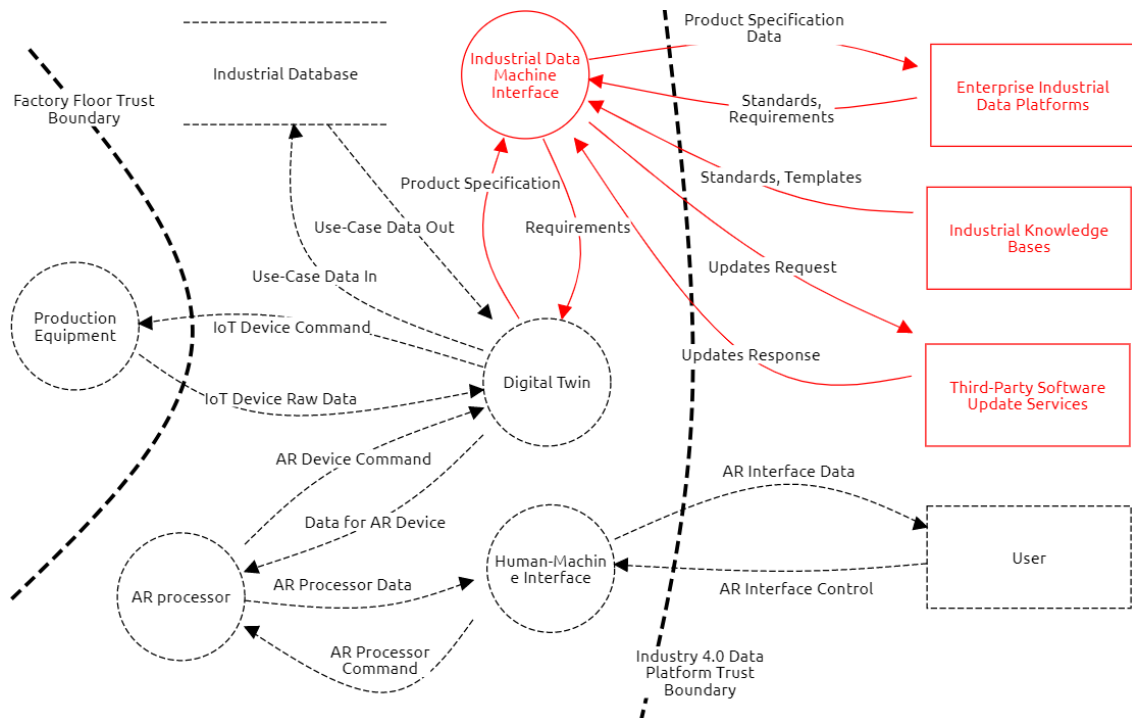 Product Specification
Data
Industrial Data
Machine
Interface
Industrial Database
Enterprise Industrial
Data Platforms
Factory Floor Trust
Boundary
Standards,
Requirements
Product Specification
Standards, Templates
Use-Case Data Out
Requirements
Industrial Knowledge
Bases
Use-Case Data In
Updates Request
Production
Equipment
IoT Device Command
Updates Response
Digital Twin
Third-Party Software
Update Services
IoT Device Raw Data
AR Device Command
AR Interface Data
Data for AR Device
Human-Machin
e Interface
User
AR Processor Data
AR processor
AR Interface Control
AR Processor
Command
Industry 4.0 Data
Platform Trust
Boundary